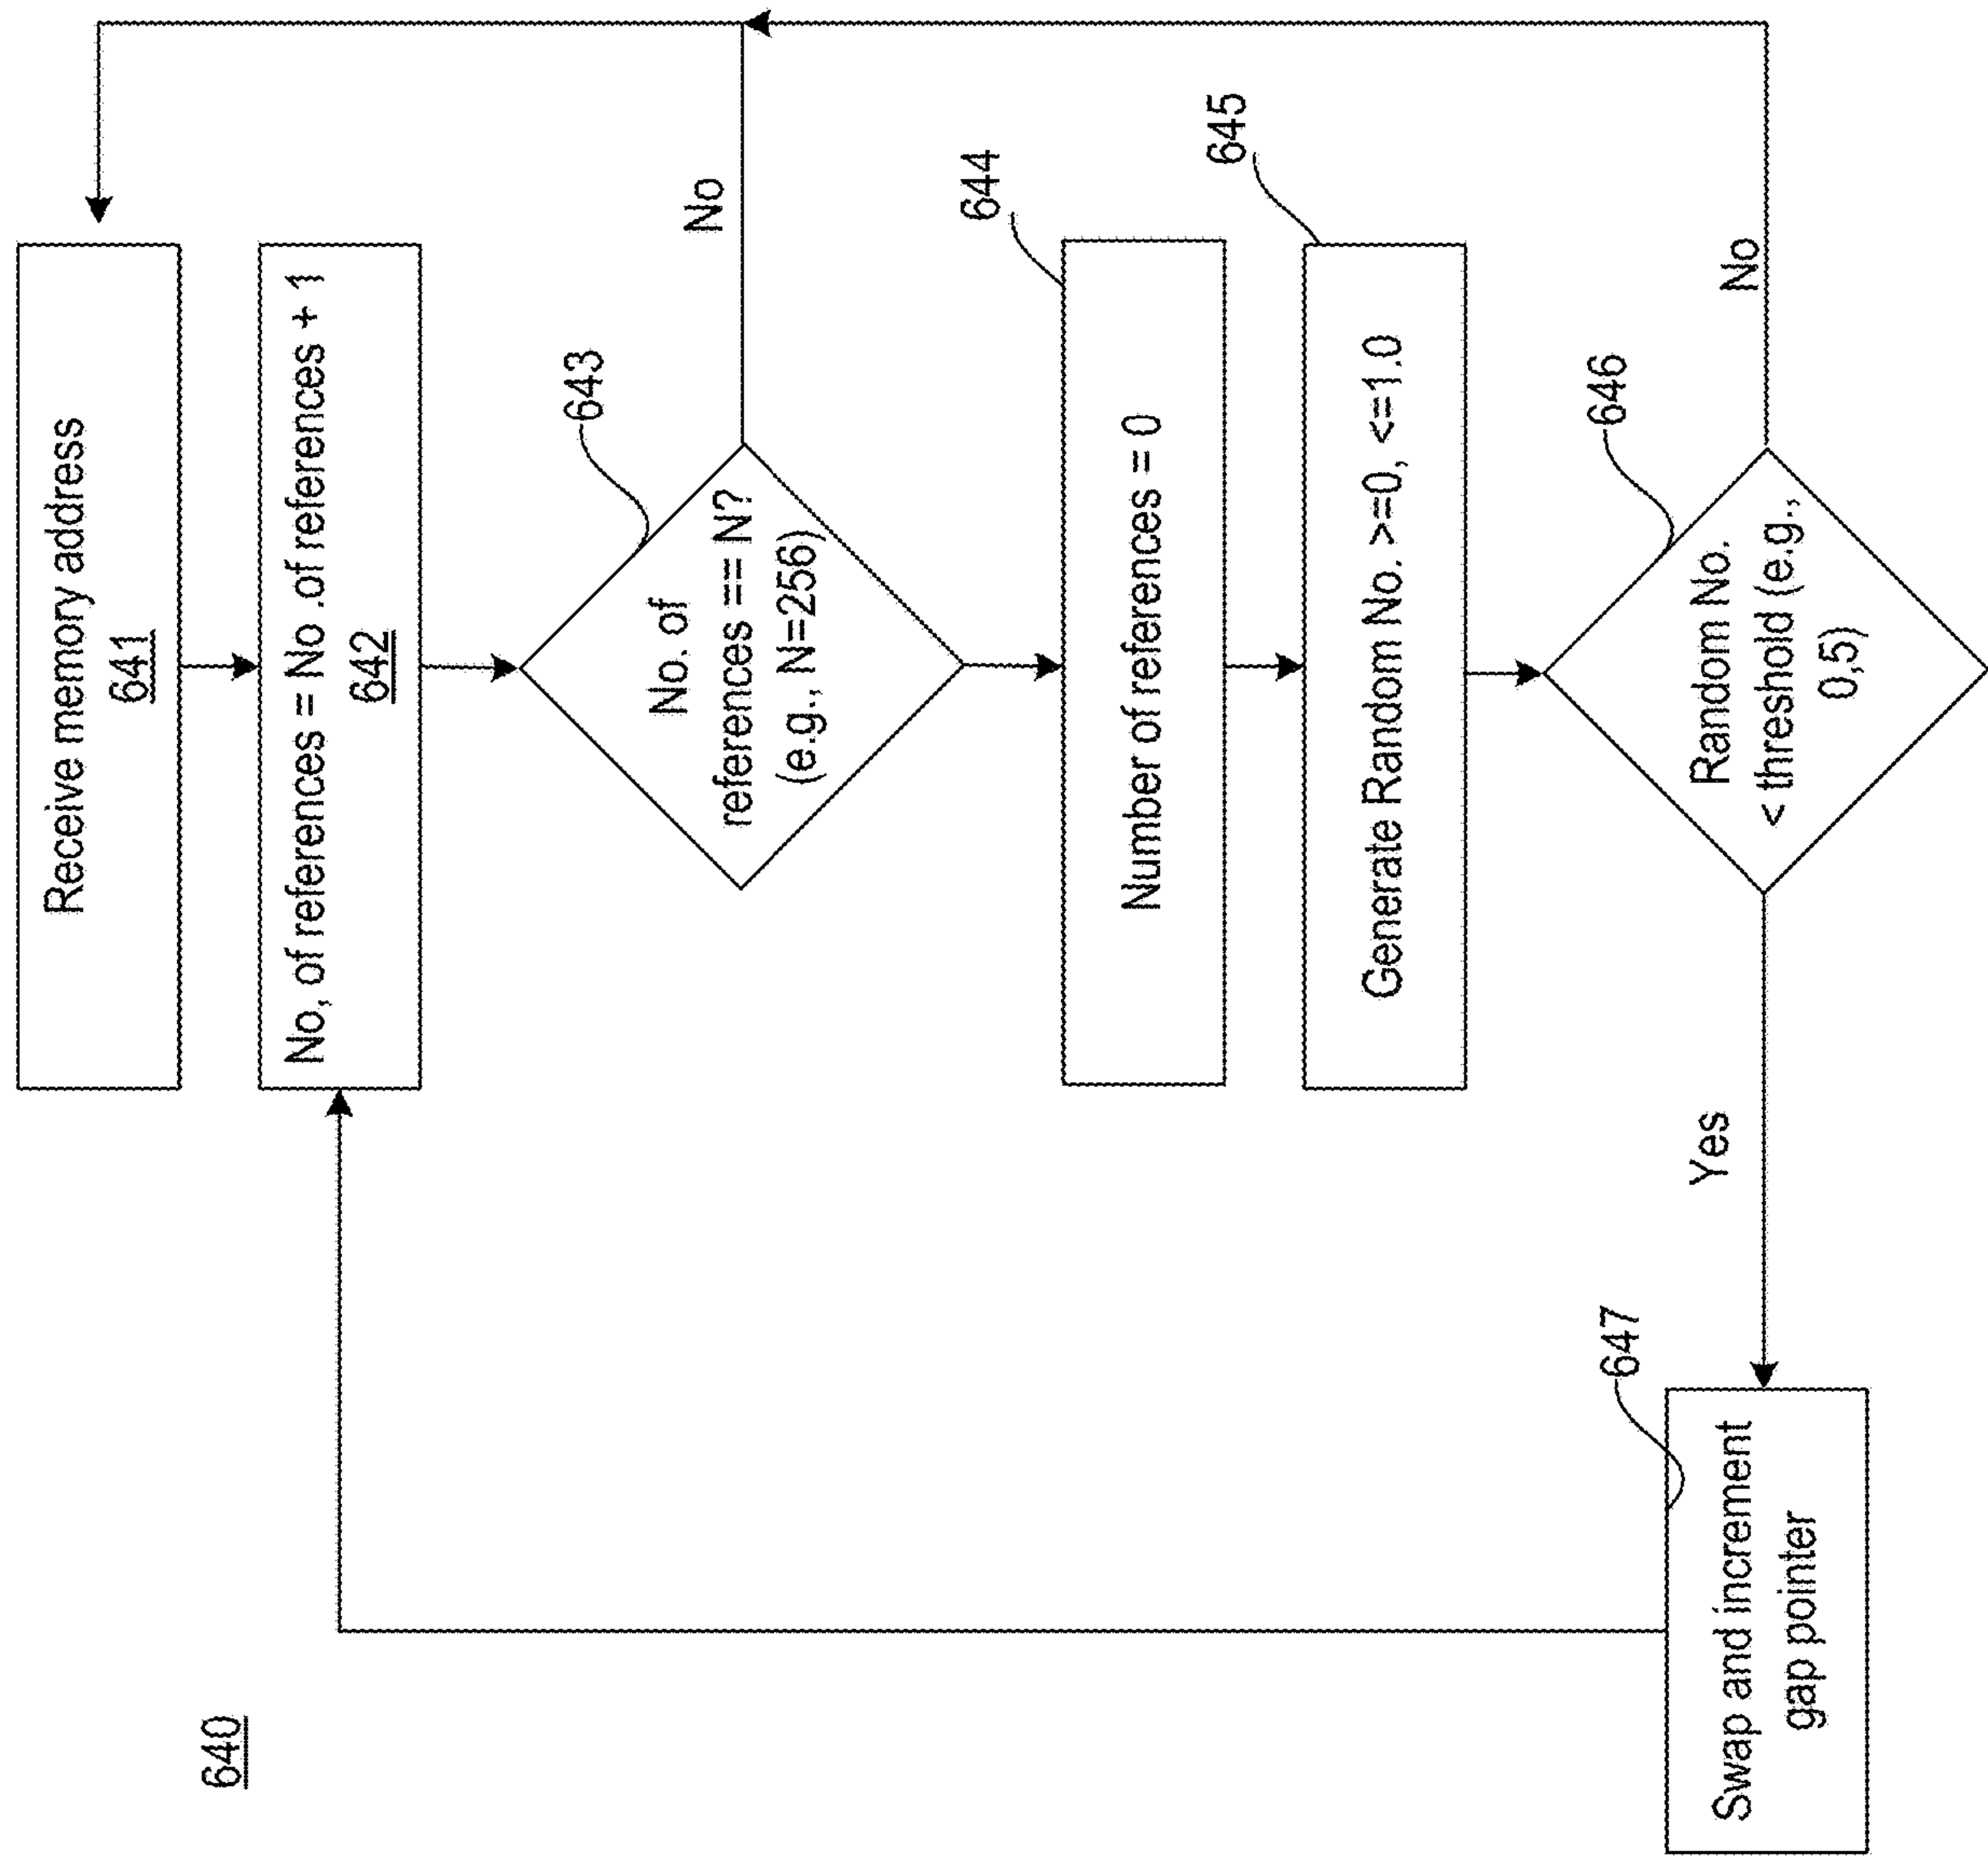 640
Receive memory address
641
No, of references = No .of references + 1
642
643
No. of
references == N?
(e.g., N=256)
No
644
Number of references = 0
645
Generate Random No. >=0, <=1.0
646
Random No.
< threshold (e.g.,
0,5)
No
Yes
647
Swap and increment
gap pointer